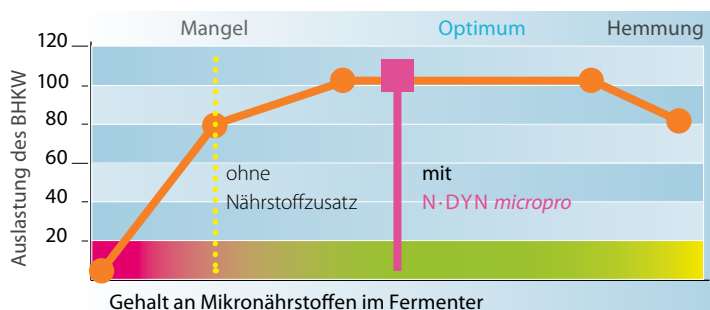 Mangel Optimum Hemmung
120
100
80
60
40
20
Auslastung des BHKW
ohne
Nährstoffzusatz
mit
N·DYN micropro
Gehalt an Mikronährstoffen im Fermenter